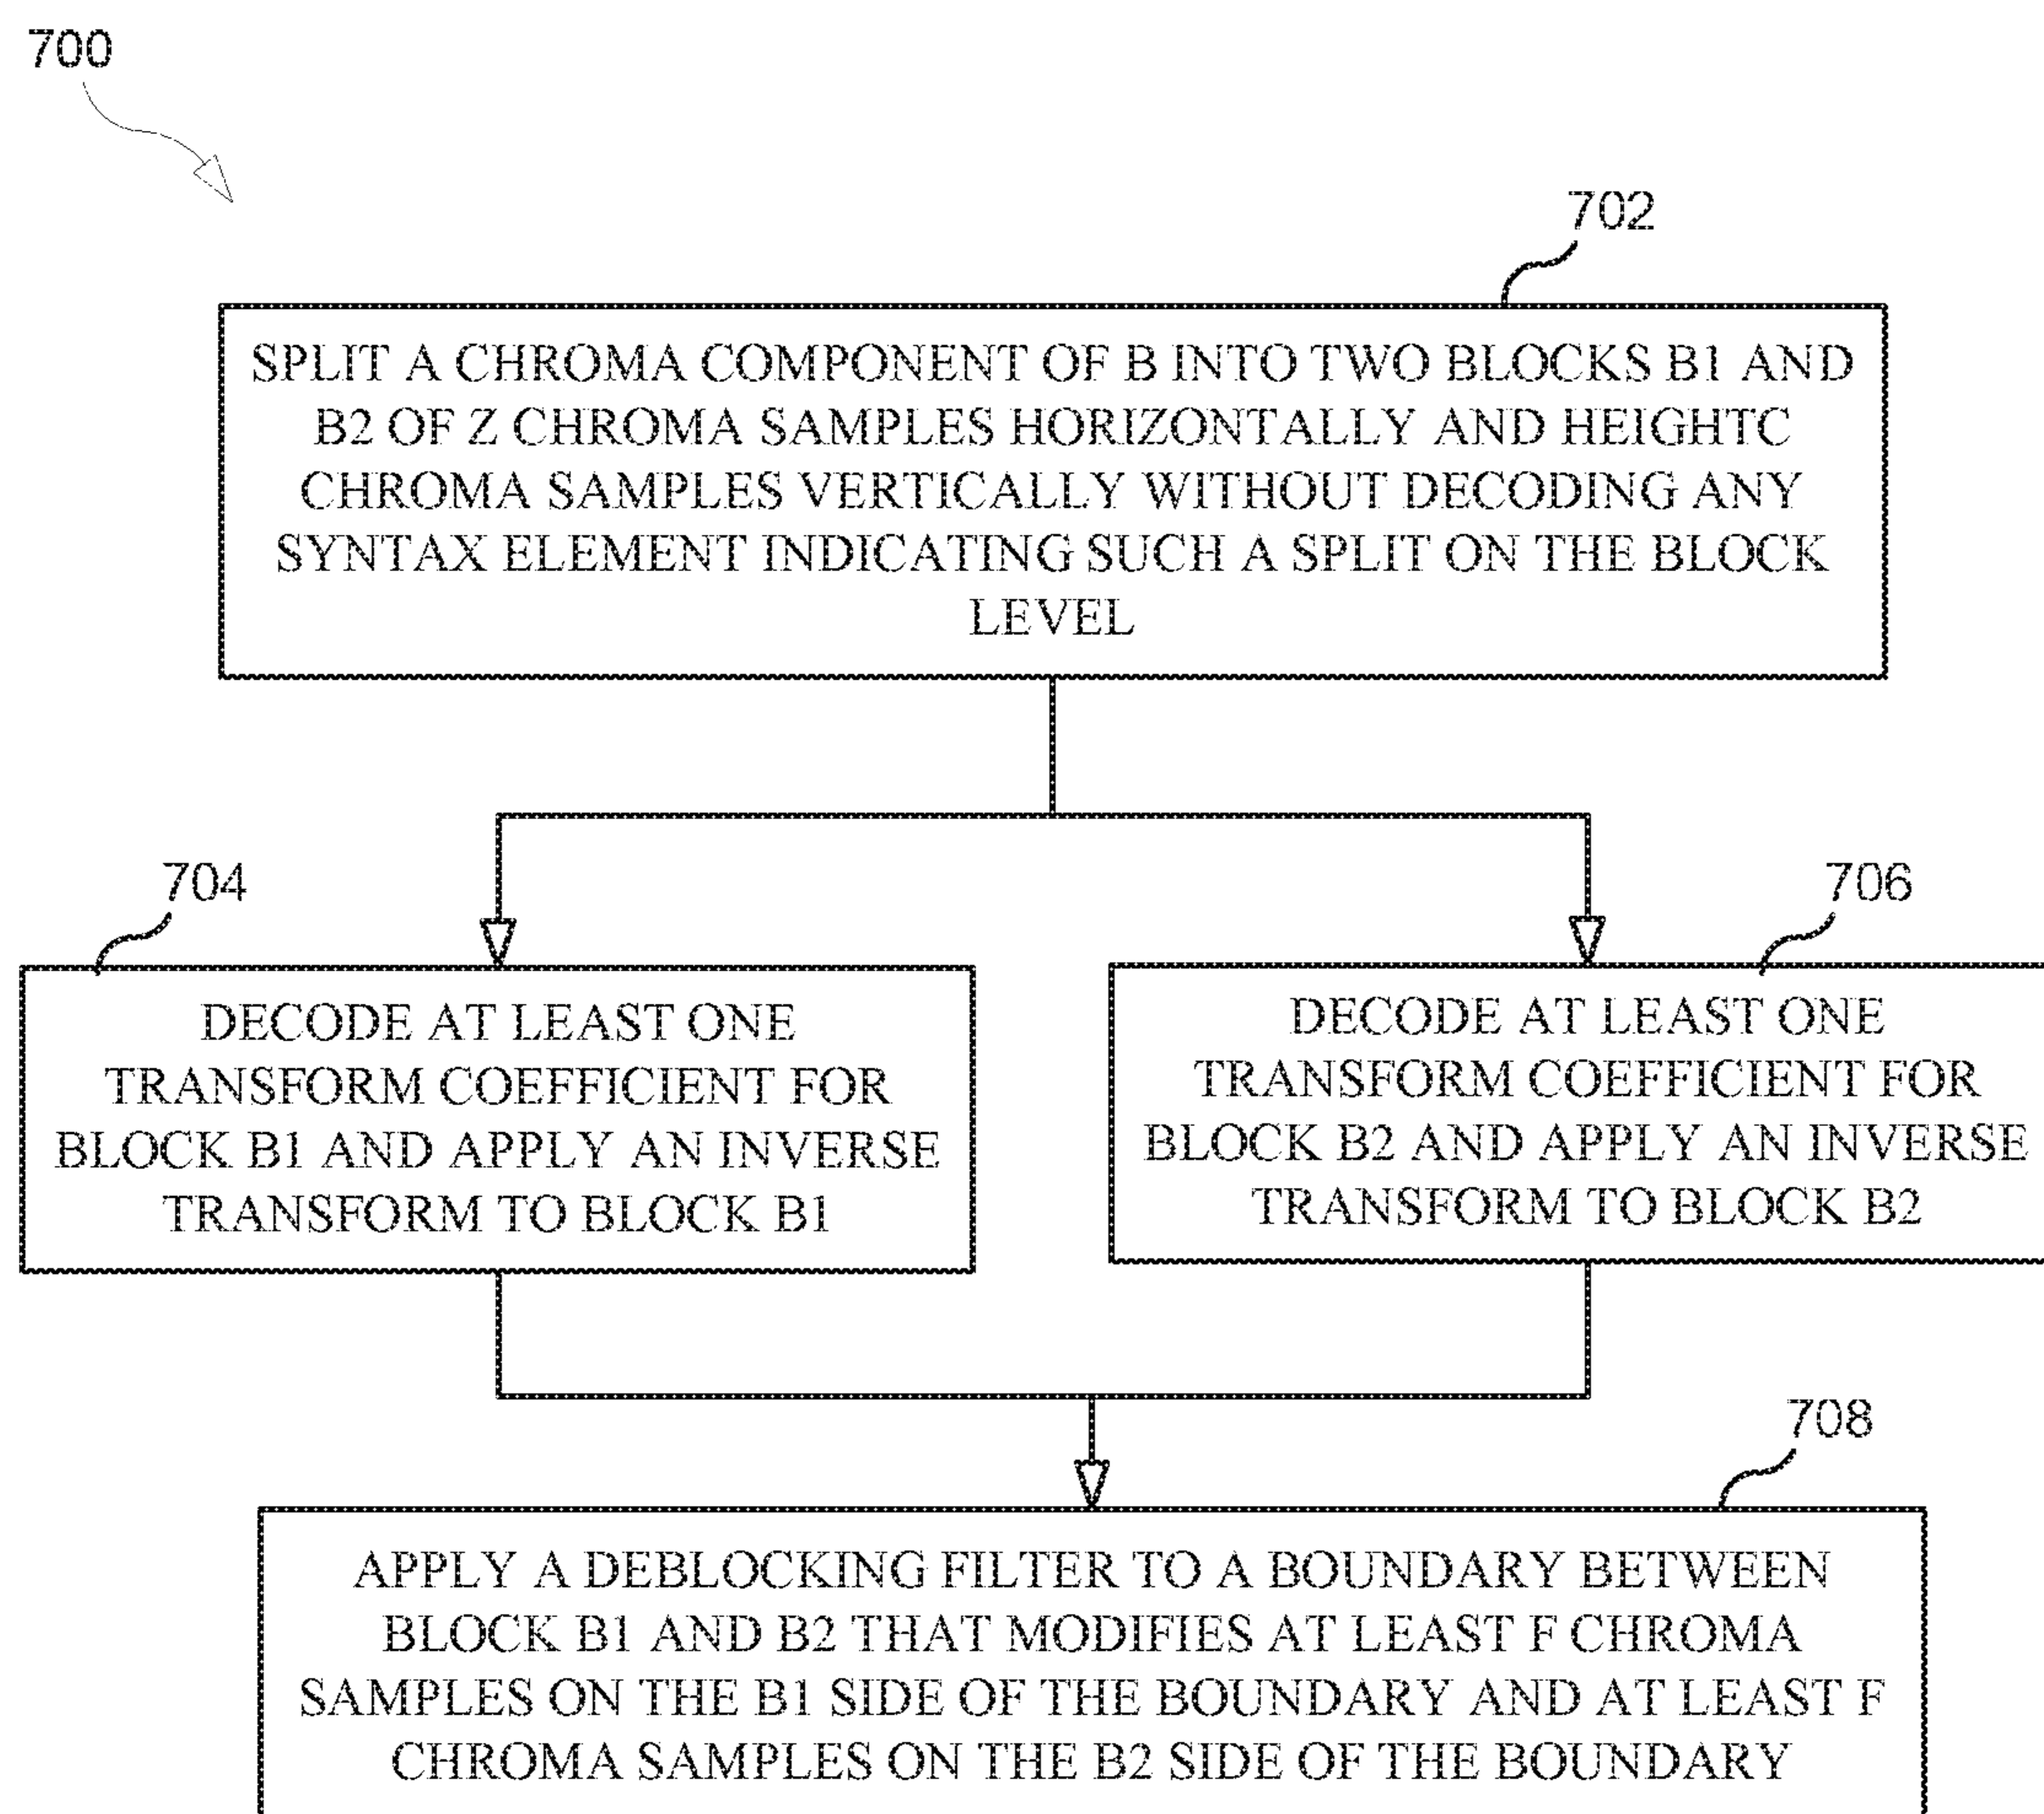 700
702
SPLIT A CHROMA COMPONENT OF B INTO TWO BLOCKS B1 AND
B2 OF Z CHROMA SAMPLES HORIZONTALLY AND HEIGHTC
CHROMA SAMPLES VERTICALLY WITHOUT DECODING ANY
SYNTAX ELEMENT INDICATING SUCH A SPLIT ON THE BLOCK
LEVEL
704
DECODE AT LEAST ONE
TRANSFORM COEFFICIENT FOR
BLOCK B1 AND APPLY AN INVERSE
TRANSFORM TO BLOCK B1
706
DECODE AT LEAST ONE
TRANSFORM COEFFICIENT FOR
BLOCK B2 AND APPLY AN INVERSE
TRANSFORM TO BLOCK B2
708
APPLY A DEBLOCKING FILTER TO A BOUNDARY BETWEEN
BLOCK B1 AND B2 THAT MODIFIES AT LEAST F CHROMA
SAMPLES ON THE B1 SIDE OF THE BOUNDARY AND AT LEAST F
CHROMA SAMPLES ON THE B2 SIDE OF THE BOUNDARY